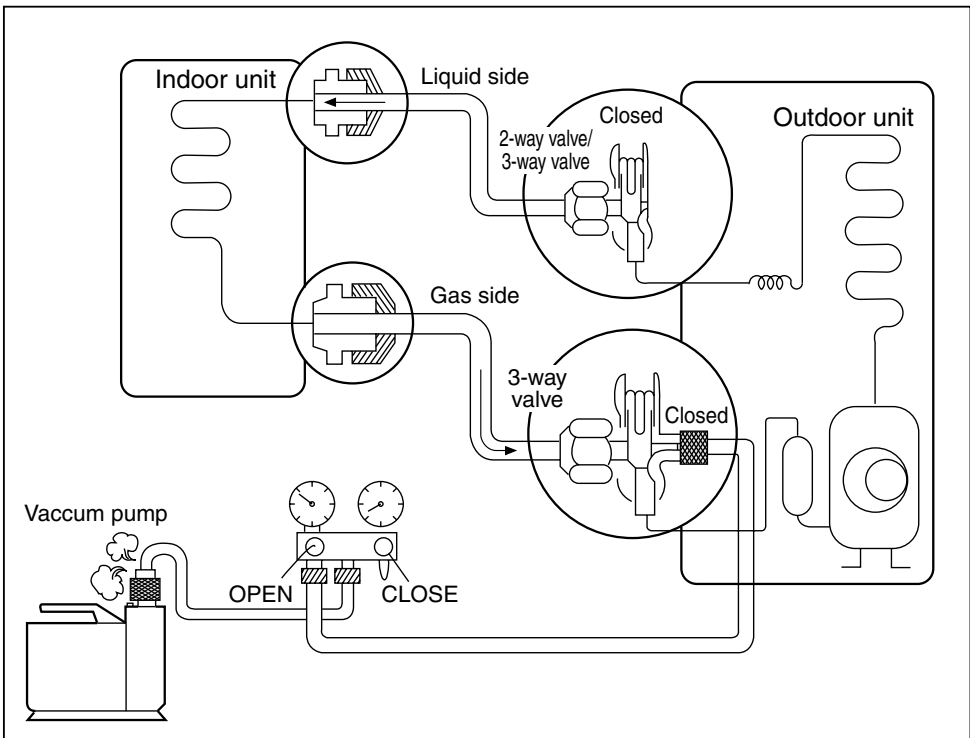 Indoor unit
Liquid side
Closed
2-way valve/
3-way valve
Outdoor unit
Gas side
3-way
valve
Closed
Vaccum pump
OPEN
CLOSE